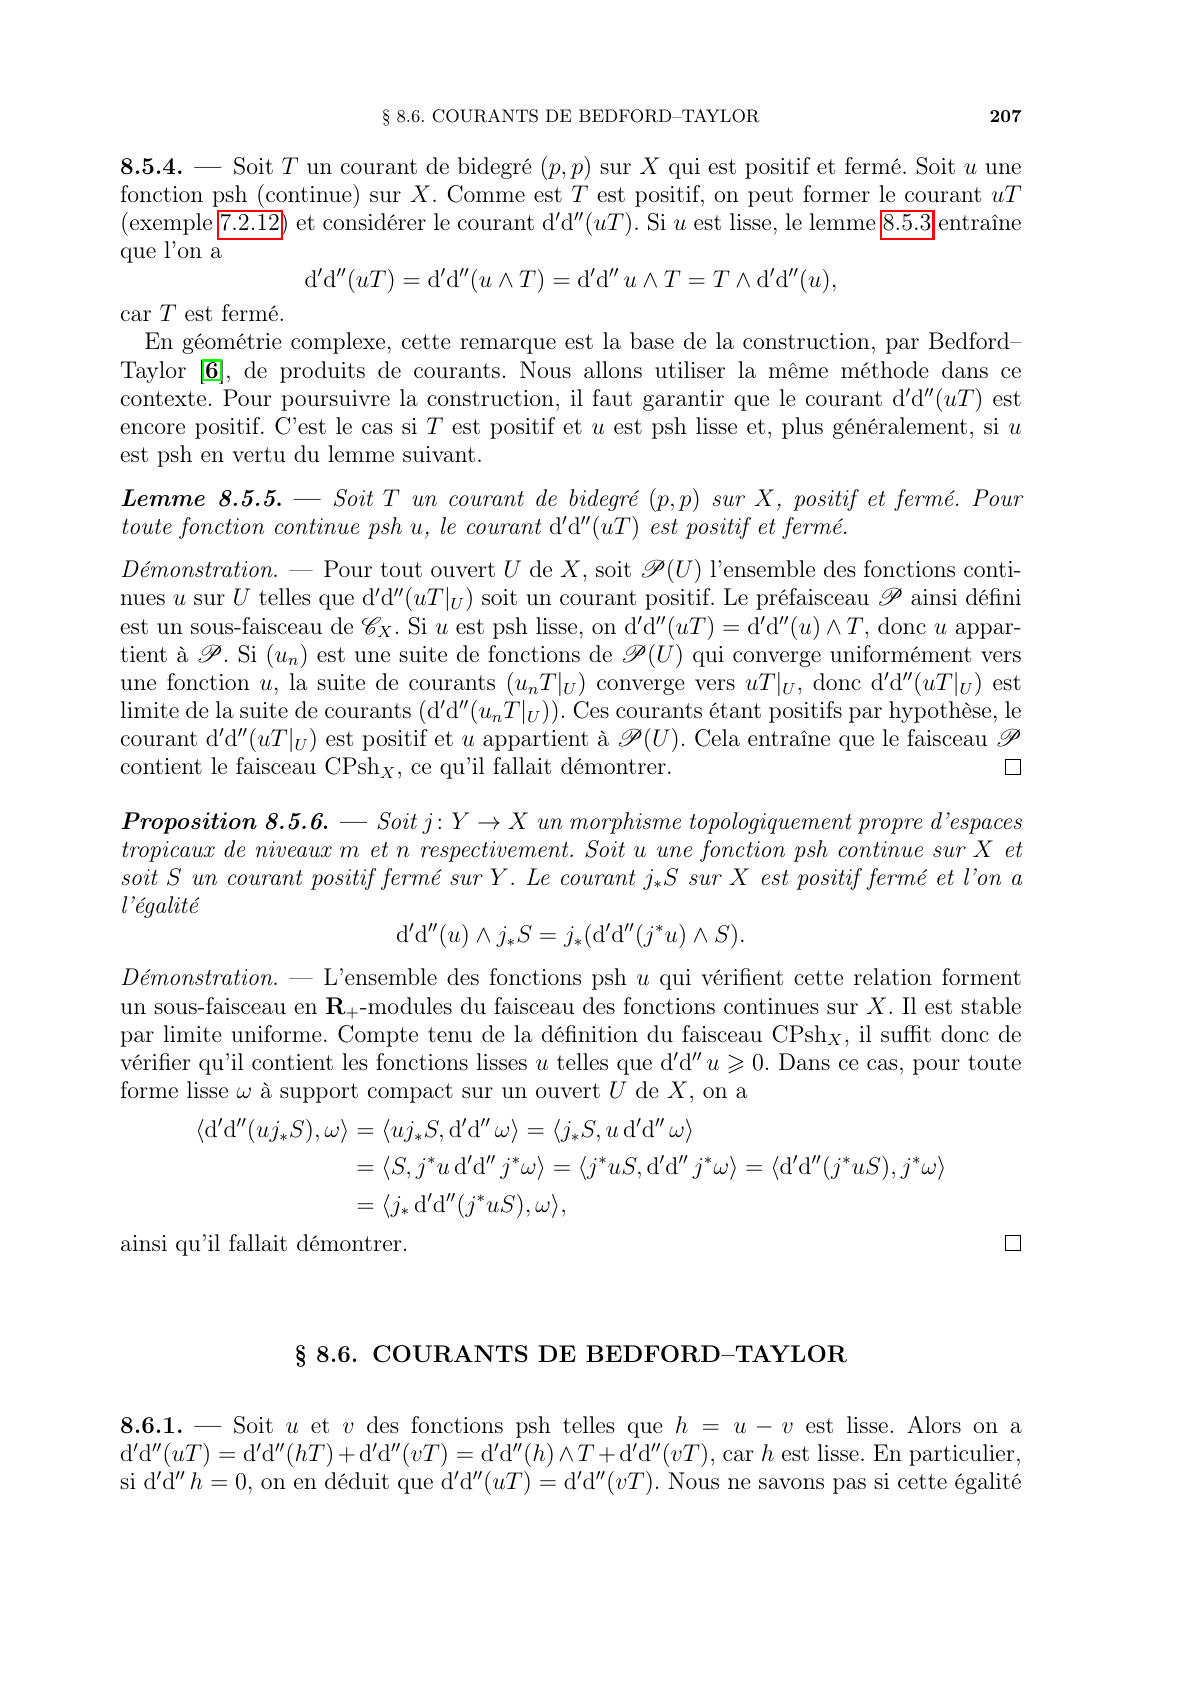 § 8.6. COURANTS DE BEDFORD–TAYLOR 207
8.5.4. — Soit T un courant de bidegré (p, p) sur X qui est positif et fermé. Soit u une
fonction psh (continue) sur X. Comme est T est positif, on peut former le courant uT
(exemple 7.2.12) et considérer le courant d′d″(uT). Si u est lisse, le lemme 8.5.3 entraîne
que l'on a
d′d″(uT) = d′d″(u ∧ T) = d′d″ u ∧ T = T ∧ d′d″(u),
car T est fermé.
En géométrie complexe, cette remarque est la base de la construction, par Bedford–
Taylor [6], de produits de courants. Nous allons utiliser la même méthode dans ce
contexte. Pour poursuivre la construction, il faut garantir que le courant d′d″(uT) est
encore positif. C'est le cas si T est positif et u est psh lisse et, plus généralement, si u
est psh en vertu du lemme suivant.
Lemme 8.5.5. — Soit T un courant de bidegré (p, p) sur X, positif et fermé. Pour
toute fonction continue psh u, le courant d′d″(uT) est positif et fermé.
Démonstration. — Pour tout ouvert U de X, soit 𝒫(U) l'ensemble des fonctions conti-
nues u sur U telles que d′d″(uT|_U) soit un courant positif. Le préfaisceau 𝒫 ainsi défini
est un sous-faisceau de 𝒞_X. Si u est psh lisse, on d′d″(uT) = d′d″(u) ∧ T, donc u appar-
tient à 𝒫. Si (u_n) est une suite de fonctions de 𝒫(U) qui converge uniformément vers
une fonction u, la suite de courants (u_nT|_U) converge vers uT|_U, donc d′d″(uT|_U) est
limite de la suite de courants (d′d″(u_nT|_U)). Ces courants étant positifs par hypothèse, le
courant d′d″(uT|_U) est positif et u appartient à 𝒫(U). Cela entraîne que le faisceau 𝒫
contient le faisceau CPsh_X, ce qu'il fallait démontrer. □
Proposition 8.5.6. — Soit j : Y → X un morphisme topologiquement propre d'espaces
tropicaux de niveaux m et n respectivement. Soit u une fonction psh continue sur X et
soit S un courant positif fermé sur Y. Le courant j_*S sur X est positif fermé et l'on a
l'égalité
d′d″(u) ∧ j_*S = j_*(d′d″(j^*u) ∧ S).
Démonstration. — L'ensemble des fonctions psh u qui vérifient cette relation forment
un sous-faisceau en R_+-modules du faisceau des fonctions continues sur X. Il est stable
par limite uniforme. Compte tenu de la définition du faisceau CPsh_X, il suffit donc de
vérifier qu'il contient les fonctions lisses u telles que d′d″ u ⩾ 0. Dans ce cas, pour toute
forme lisse ω à support compact sur un ouvert U de X, on a
⟨d′d″(uj_*S), ω⟩ = ⟨uj_*S, d′d″ ω⟩ = ⟨j_*S, u d′d″ ω⟩
= ⟨S, j^*u d′d″ j^*ω⟩ = ⟨j^*uS, d′d″ j^*ω⟩ = ⟨d′d″(j^*uS), j^*ω⟩
= ⟨j_* d′d″(j^*uS), ω⟩,
ainsi qu'il fallait démontrer. □
§ 8.6. COURANTS DE BEDFORD–TAYLOR
8.6.1. — Soit u et v des fonctions psh telles que h = u − v est lisse. Alors on a
d′d″(uT) = d′d″(hT) + d′d″(vT) = d′d″(h) ∧ T + d′d″(vT), car h est lisse. En particulier,
si d′d″ h = 0, on en déduit que d′d″(uT) = d′d″(vT). Nous ne savons pas si cette égalité